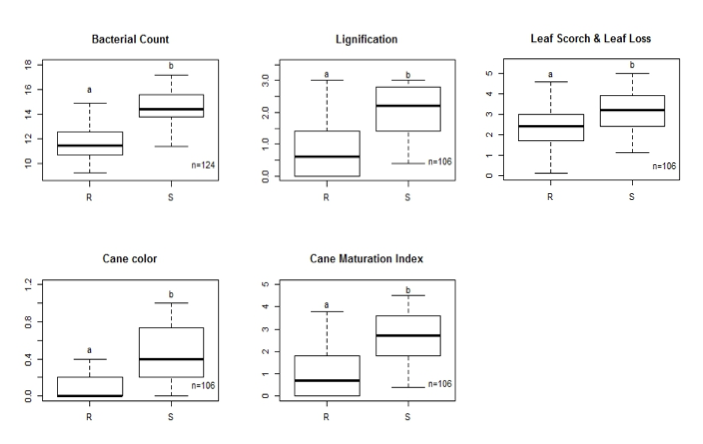 Bacterial Count
18
16
14
12
10
a
b
n=124
R
S
Lignification
3.0
2.0
1.0
0.0
a
b
n=106
R
S
Leaf Scorch & Leaf Loss
5
4
3
2
1
0
a
b
n=106
R
S
Cane color
1.2
0.8
0.4
0.0
a
b
n=106
R
S
Cane Maturation Index
5
4
3
2
1
0
a
b
n=106
R
S